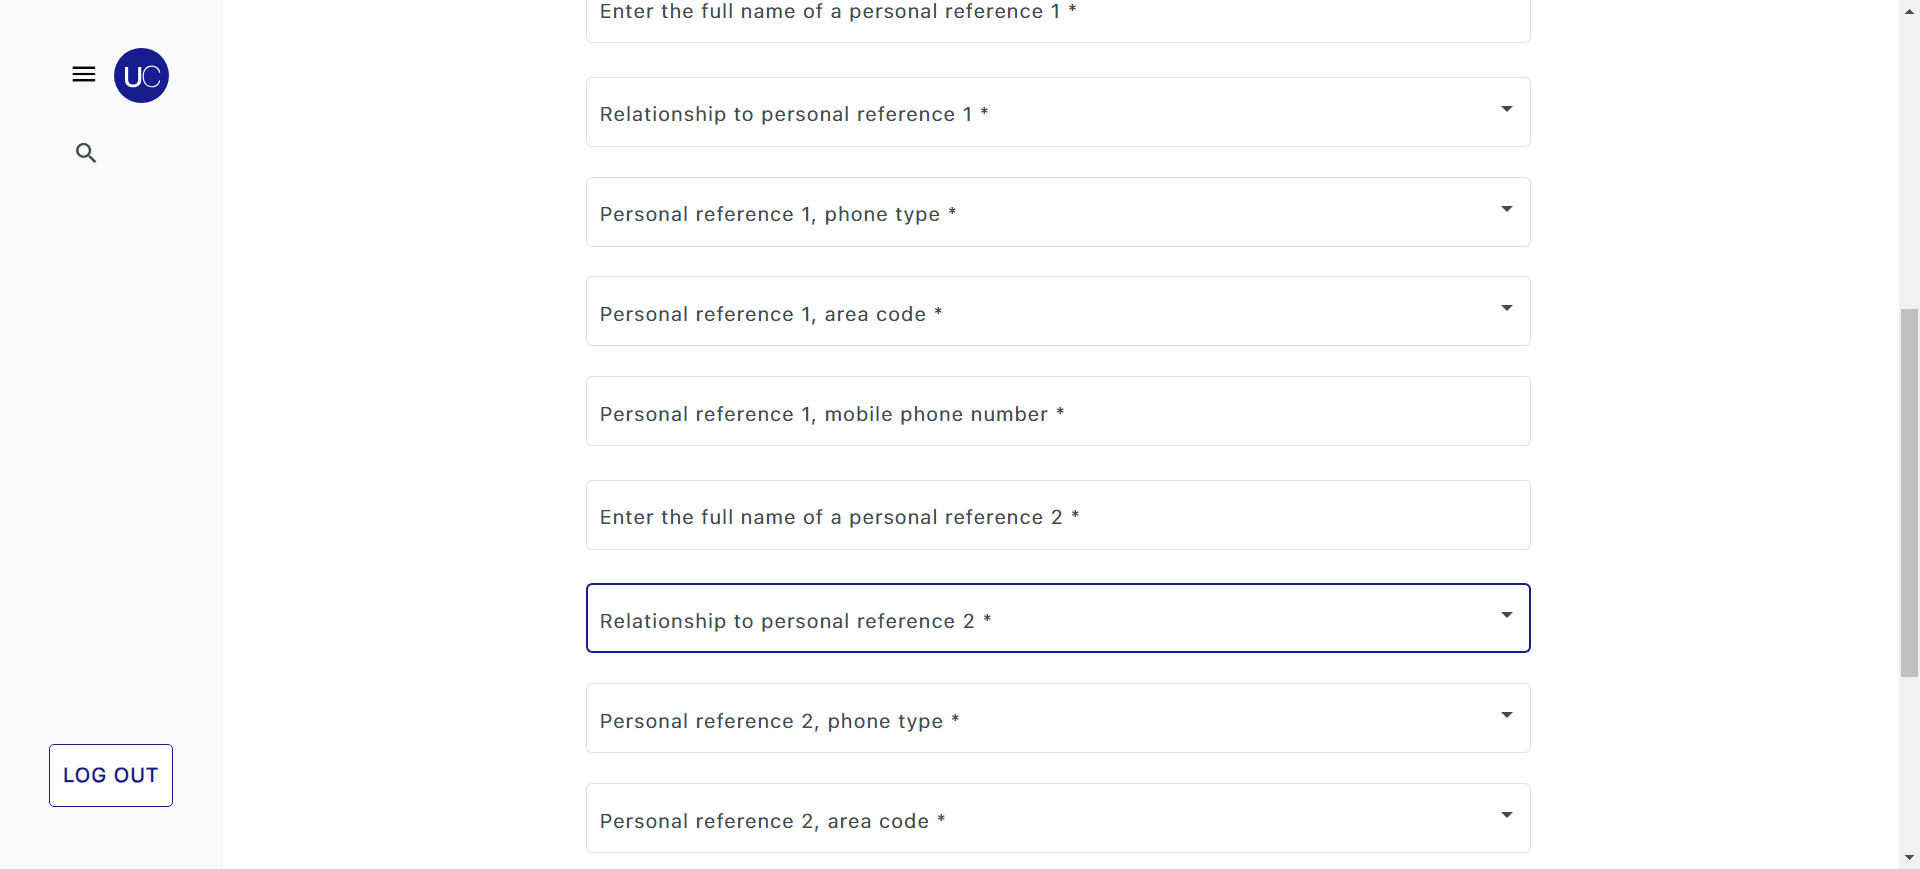 Enter the full name of a personal reference 1 *
UC
Relationship to personal reference 1 *
Personal reference 1, phone type *
Personal reference 1, area code *
Personal reference 1, mobile phone number *
Enter the full name of a personal reference 2 *
Relationship to personal reference 2 *
Personal reference 2, phone type *
LOG OUT
Personal reference 2, area code *